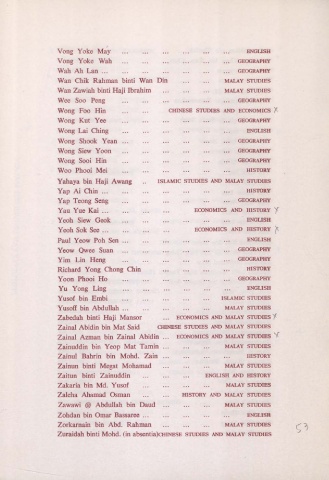 Vong Yoke May ... ... ... ... ... ENGLISH
Vong Yoke Wah ... ... ... ... ... GEOGRAPHY
Wah Ah Lan ... ... ... ... ... ... GEOGRAPHY
Wan Chik Rahman binti Wan Din ... ... ... MALAY STUDIES
Wan Zawiah binti Haji Ibrahim ... ... ... MALAY STUDIES
Wee Soo Peng ... ... ... ... ... GEOGRAPHY
Wong Foo Hin ... ... CHINESE STUDIES AND ECONOMICS x
Wong Kut Yee ... ... ... ... ... GEOGRAPHY
Wong Lai Ching ... ... ... ... ... ENGLISH
Wong Shook Yean ... ... ... ... ... GEOGRAPHY
Wong Siew Yoon ... ... ... ... ... GEOGRAPHY
Wong Sooi Hin ... ... ... ... ... GEOGRAPHY
Woo Phooi Mei ... ... ... ... ... HISTORY
Yahaya bin Haji Awang .. ISLAMIC STUDIES AND MALAY STUDIES
Yap Ai Chin ... ... ... ... ... ... HISTORY
Yap Teong Seng ... ... ... ... ... GEOGRAPHY
Yau Yue Kai ... ... ... ... ECONOMICS AND HISTORY x
Yeoh Siew Geok ... ... ... ... ... ENGLISH
Yeoh Sok See ... ... ... ... ECONOMICS AND HISTORY x
Paul Yeow Poh Sen ... ... ... ... ... ENGLISH
Yeow Qwee Suan ... ... ... ... ... GEOGRAPHY
Yim Lin Heng ... ... ... ... ... GEOGRAPHY
Richard Yong Chong Chin ... ... ... ... HISTORY
Yoon Phooi Ho ... ... ... ... ... GEOGRAPHY
Yu Yong Ling ... ... ... ... ... ENGLISH
Yusof bin Embi ... ... ... ... ISLAMIC STUDIES
Yusoff bin Abdullah ... ... ... ... MALAY STUDIES
Zabedah binti Haji Mansor ... ECONOMICS AND MALAY STUDIES x
Zainal Abidin bin Mat Said CHINESE STUDIES AND MALAY STUDIES
Zainal Azman bin Zainal Abidin ... ECONOMICS AND MALAY STUDIES x
Zainuddin bin Yeop Mat Tamin ... ... ... MALAY STUDIES
Zainul Bahrin bin Mohd. Zain ... ... ... HISTORY
Zainun binti Megat Mohamad ... ... ... MALAY STUDIES
Zaitun binti Zainuddin ... ... ENGLISH AND HISTORY
Zakaria bin Md. Yusof ... ... ... MALAY STUDIES
Zaleha Ahamad Osman ... HISTORY AND MALAY STUDIES
Zawawi @ Abdullah bin Daud ... ... ... MALAY STUDIES
Zohdan bin Omar Bassaree ... ... ... ... ENGLISH
Zorkarnain bin Abd. Rahman ... ... ... MALAY STUDIES
Zuraidah binti Mohd. (in absentia) CHINESE STUDIES AND MALAY STUDIES
53